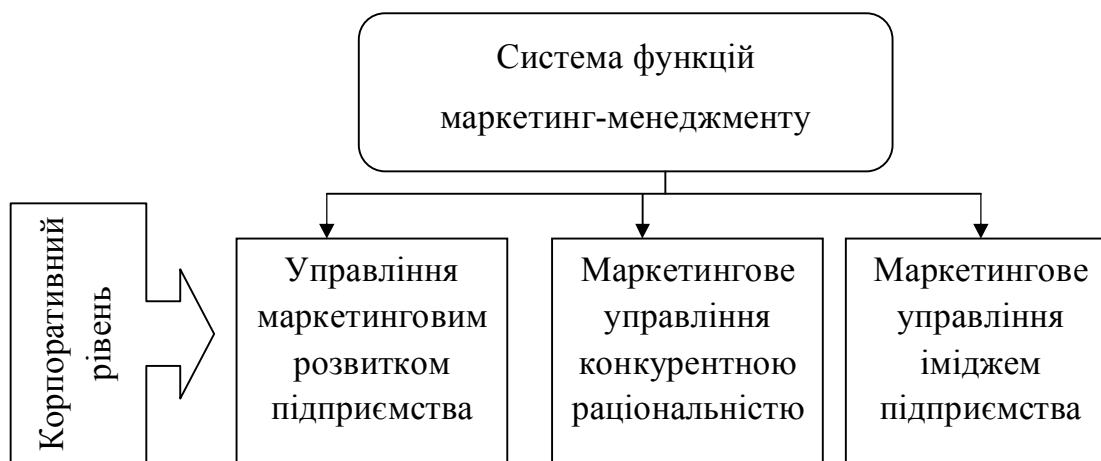 Система функцій
маркетинг-менеджменту
Корпоративний
рівень
Управління
маркетинговим
розвитком
підприємства
Маркетингове
управління
конкурентною
раціональністю
Маркетингове
управління
іміджем
підприємства